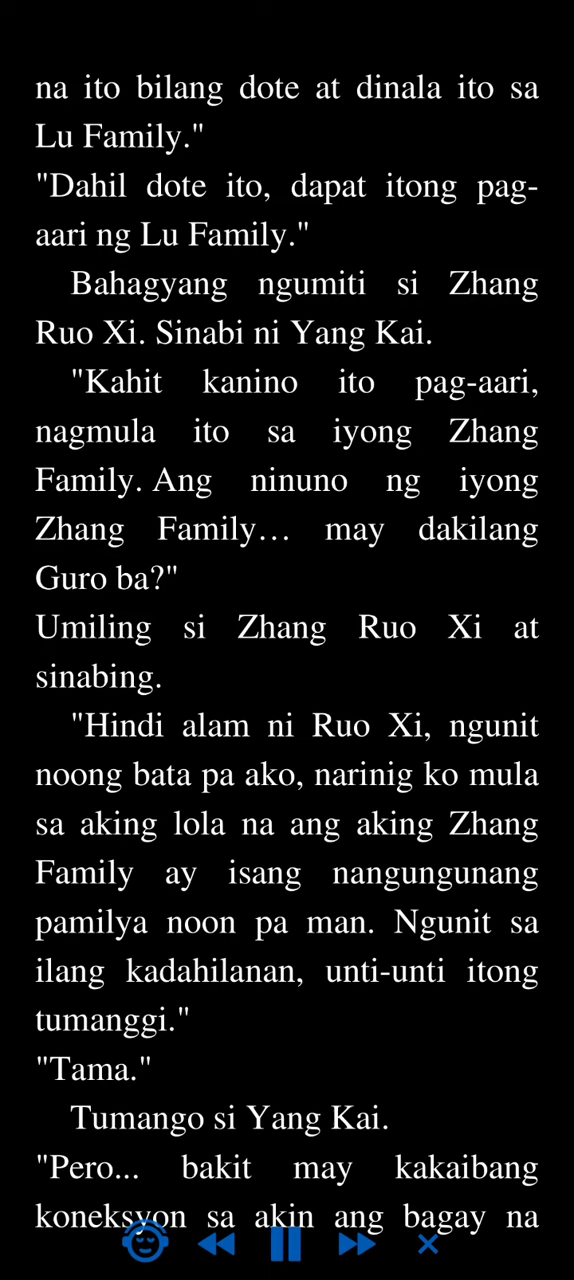 na ito bilang dote at dinala ito sa
Lu Family."
"Dahil dote ito, dapat itong pag-
aari ng Lu Family."
Bahagyang ngumiti si Zhang
Ruo Xi. Sinabi ni Yang Kai.
"Kahit kanino ito pag-aari,
nagmula ito sa iyong Zhang
Family. Ang ninuno ng iyong
Zhang Family… may dakilang
Guro ba?"
Umiling si Zhang Ruo Xi at
sinabing.
"Hindi alam ni Ruo Xi, ngunit
noong bata pa ako, narinig ko mula
sa aking lola na ang aking Zhang
Family ay isang nangungunang
pamilya noon pa man. Ngunit sa
ilang kadahilanan, unti-unti itong
tumanggi."
"Tama."
Tumango si Yang Kai.
"Pero... bakit may kakaibang
koneksyon sa akin ang bagay na